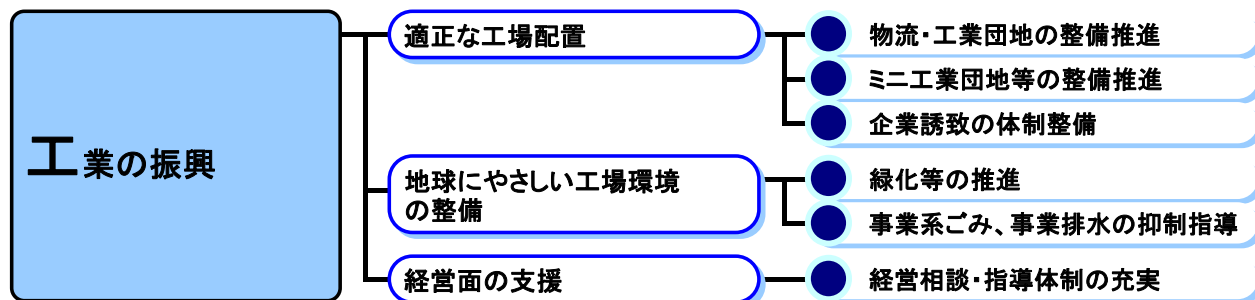 工業の振興
適正な工場配置
物流・工業団地の整備推進
ミニ工業団地等の整備推進
企業誘致の体制整備
地球にやさしい工場環境
の整備
緑化等の推進
事業系ごみ、事業排水の抑制指導
経営面の支援
経営相談・指導体制の充実